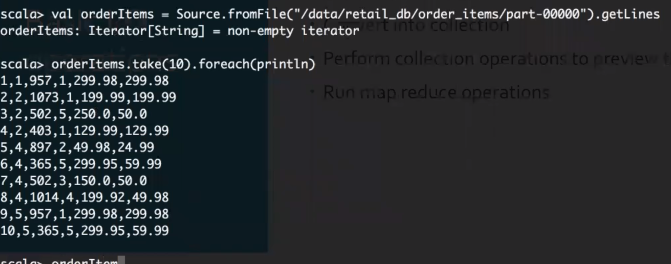 scala> val orderItems = Source.fromFile("/data/retail_db/order_items/part-00000").getLines
orderItems: Iterator[String] = non-empty iterator
into collection
scala> orderItems.take(10).foreach(println)
Perform collection operations to preview
1,1,957,1,299.98,299.98
2,2,1073,1,199.99,199.99
Run map reduce operations
3,2,502,5,250.0,50.0
4,2,403,1,129.99,129.99
5,4,897,2,49.98,24.99
6,4,365,5,299.95,59.99
7,4,502,3,150.0,50.0
8,4,1014,4,199.92,49.98
9,5,957,1,299.98,299.98
10,5,365,5,299.95,59.99
scala> orderItem